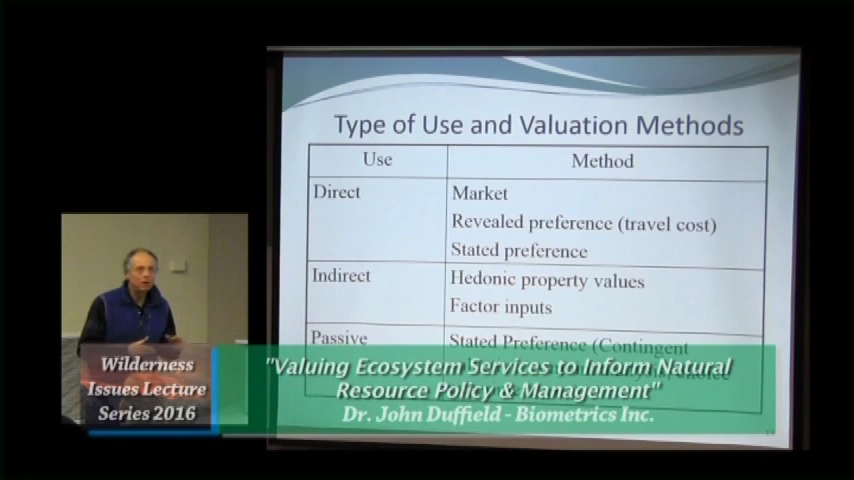 Type of Use and Valuation Methods
Use Method
Direct Market
Revealed preference (travel cost)
Stated preference
Indirect Hedonic property values
Factor inputs
Passive Stated Preference (Contingent
Wilderness
Issues Lecture
Series 2016
"Valuing Ecosystem Services to Inform Natural
Resource Policy & Management"
Dr. John Duffield - Biometrics Inc.